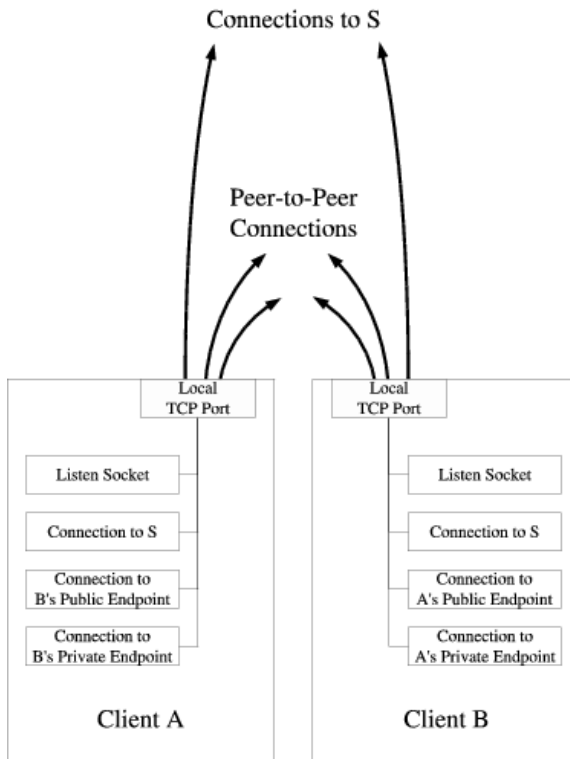 Connections to S
Peer-to-Peer
Connections
Local
TCP Port
Listen Socket
Connection to S
Connection to
B's Public Endpoint
Connection to
B's Private Endpoint
Client A
Local
TCP Port
Listen Socket
Connection to S
Connection to
A's Public Endpoint
Connection to
A's Private Endpoint
Client B